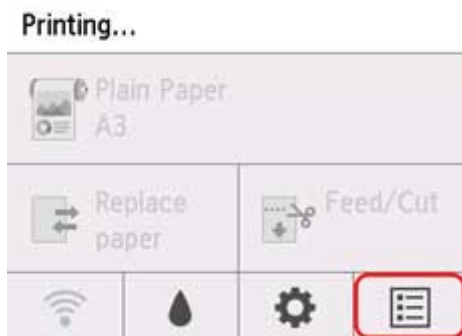 Printing...
Plain Paper
A3
Replace
paper
Feed/Cut